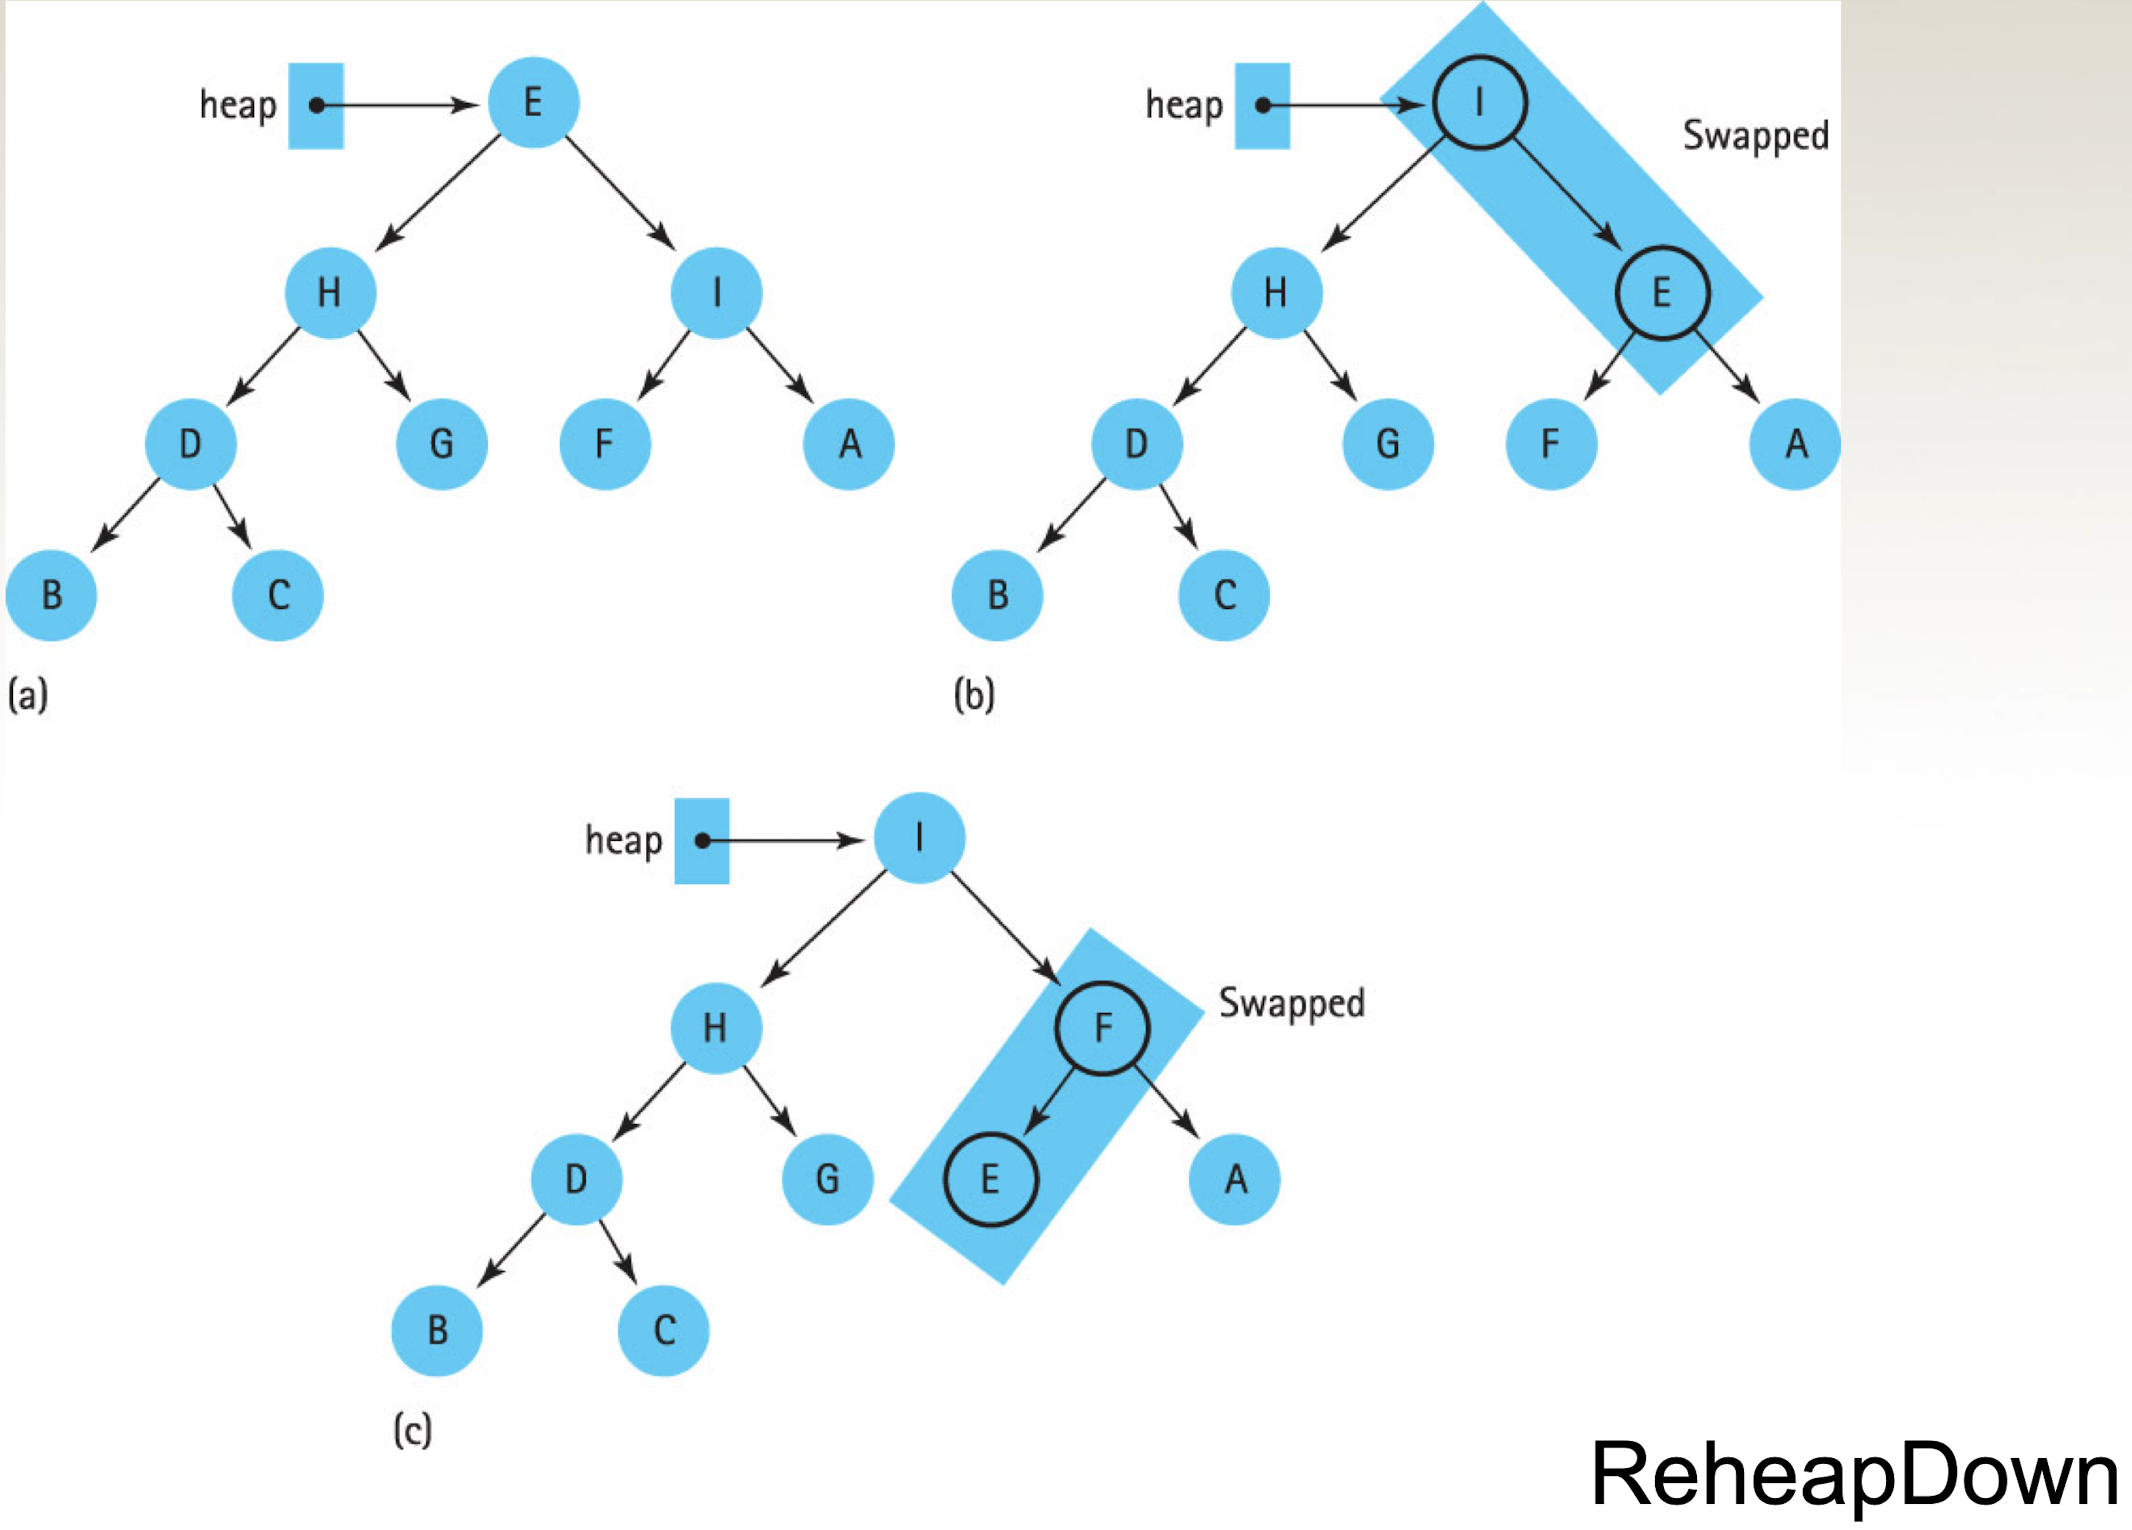 heap E
H I
D G F A
B C
(a)
heap I Swapped
H E
D G F A
B C
(b)
heap I
H F Swapped
D G E A
B C
(c)
ReheapDown